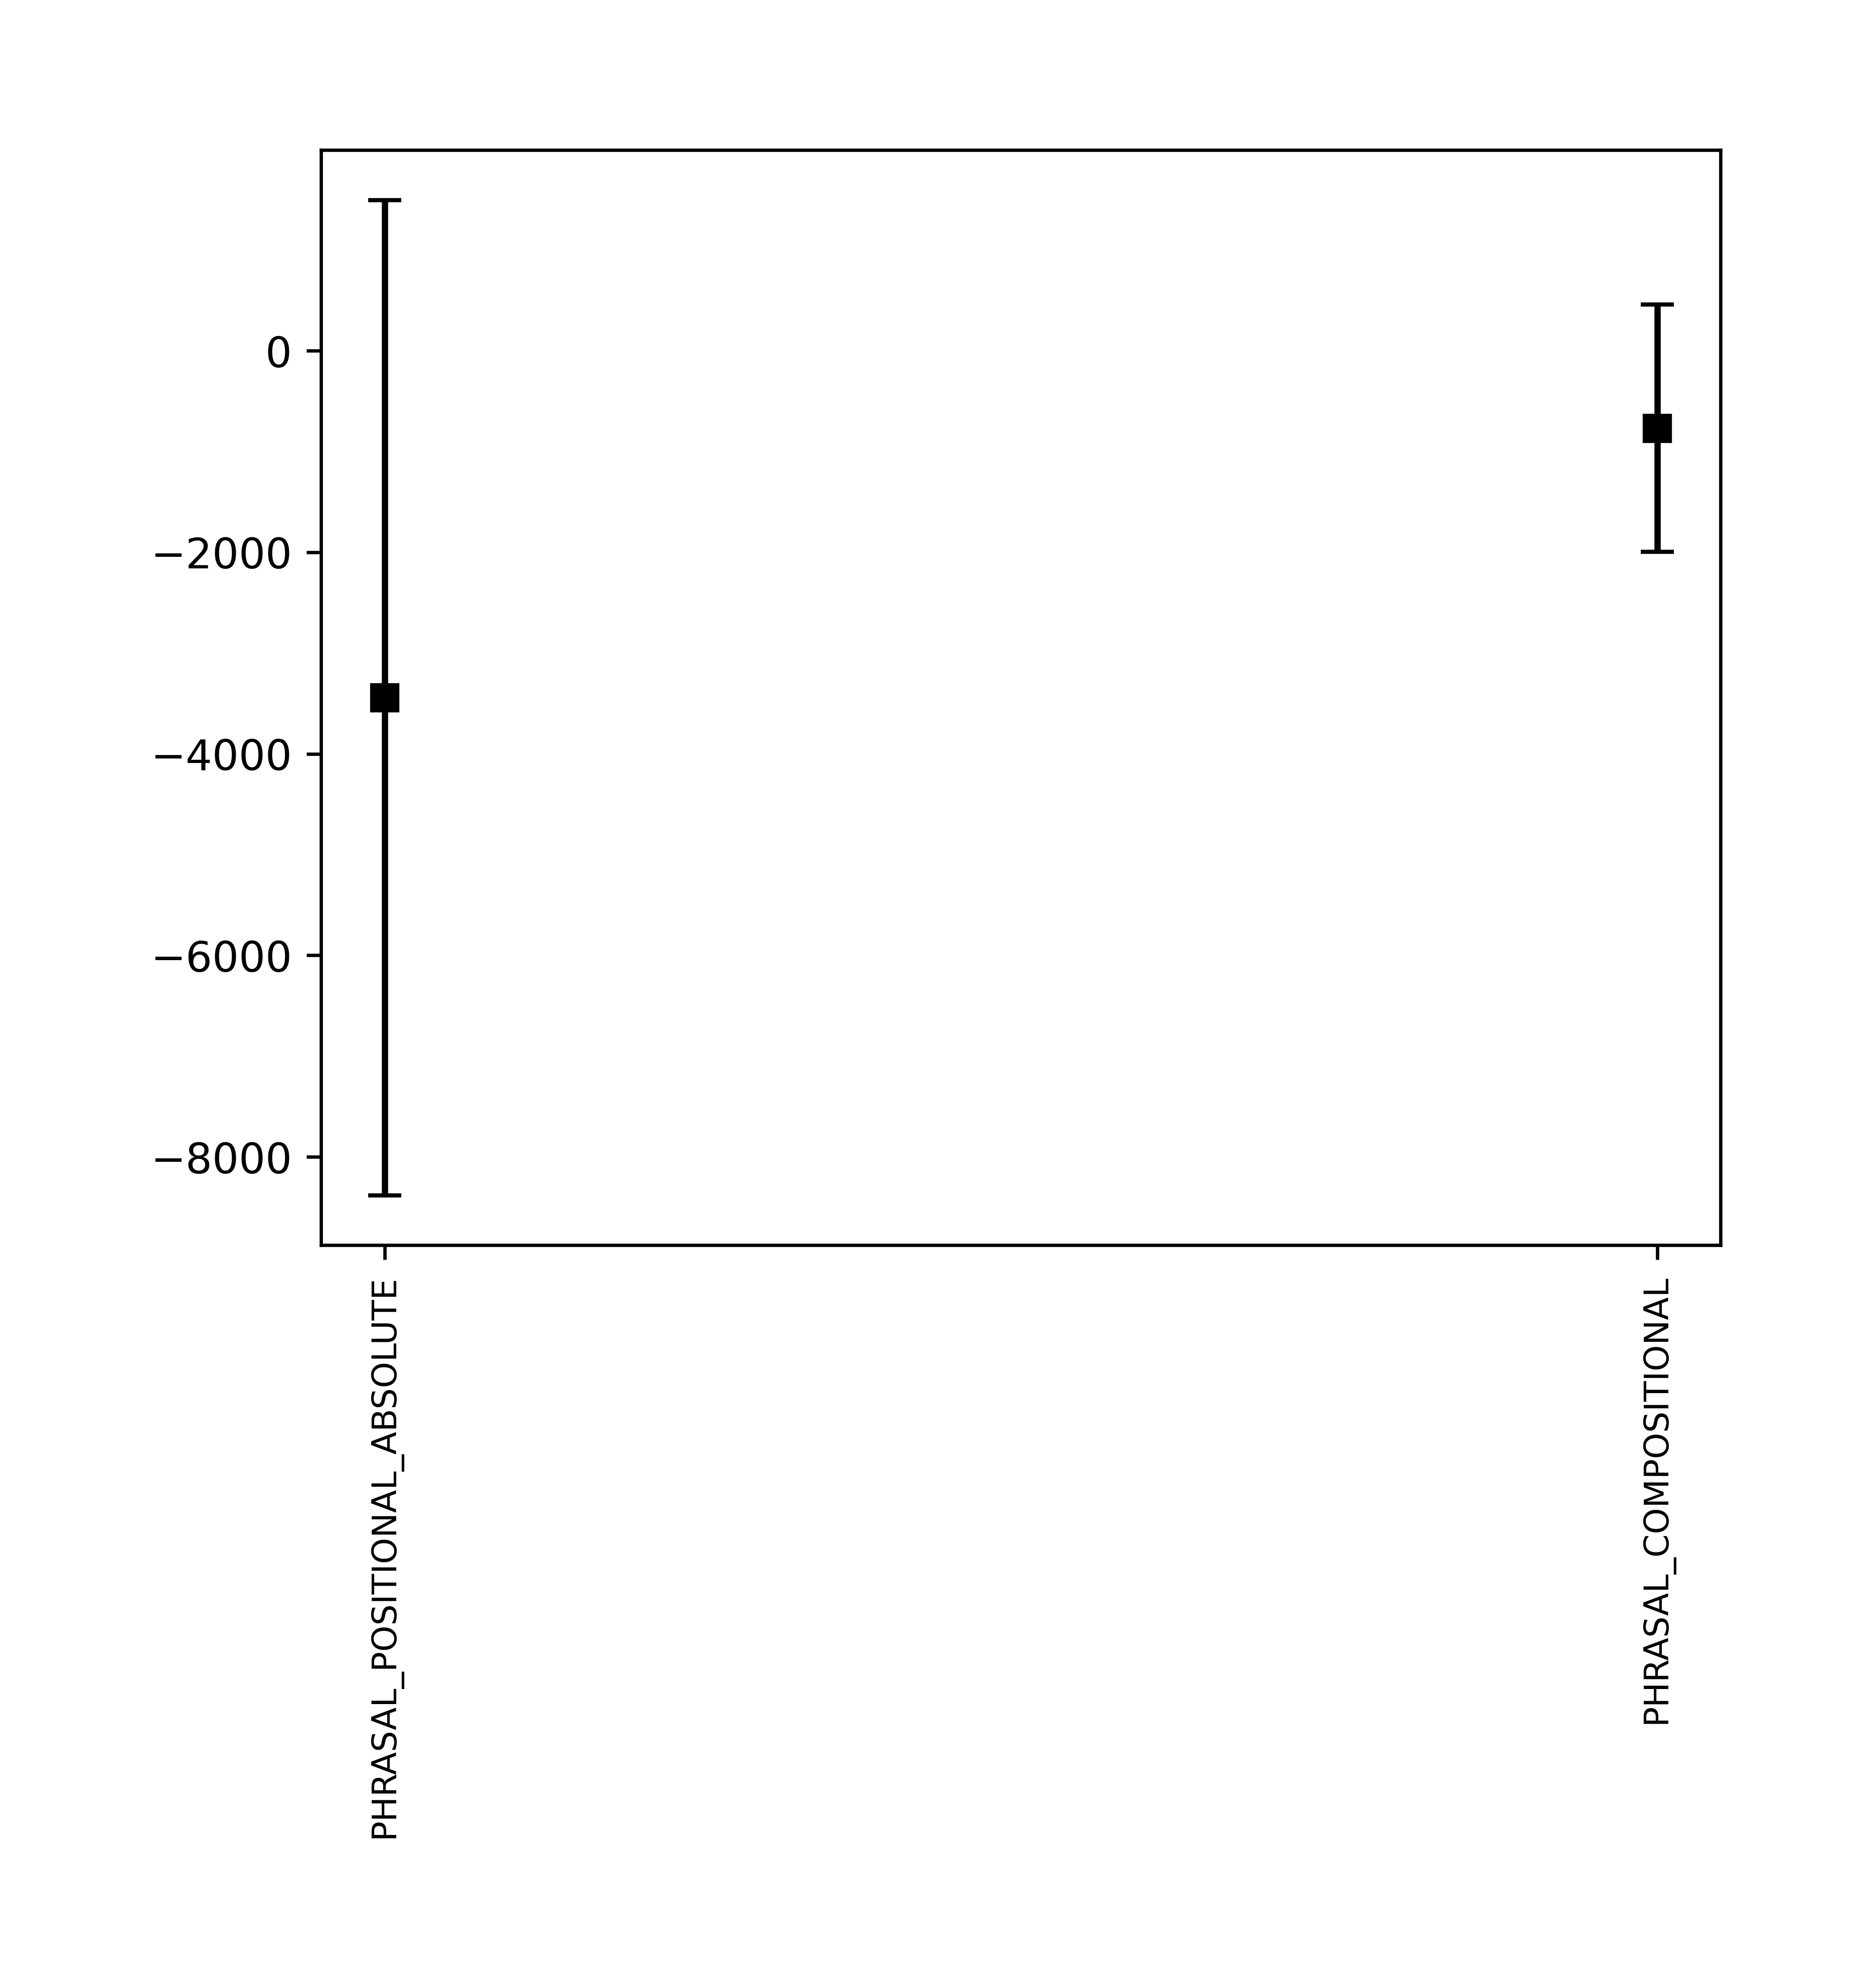 0
−2000
−4000
−6000
−8000
PHRASAL_POSITIONAL_ABSOLUTE
PHRASAL_COMPOSITIONAL